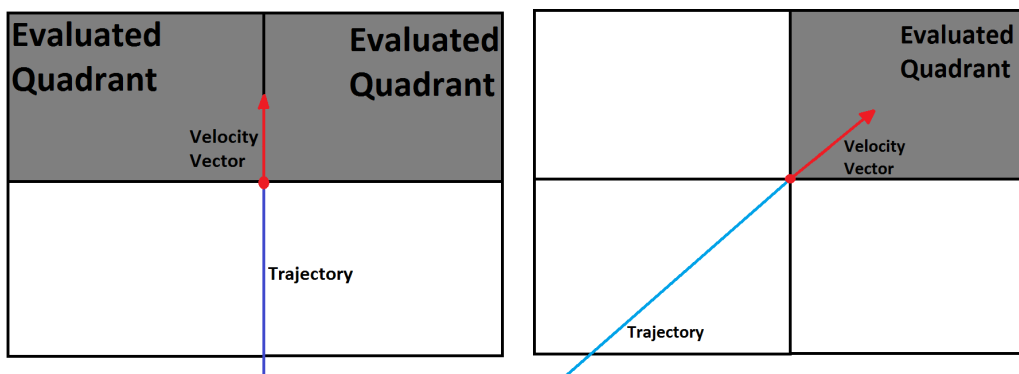 Evaluated
Quadrant
Evaluated
Quadrant
Velocity
Vector
Trajectory
Evaluated
Quadrant
Velocity
Vector
Trajectory